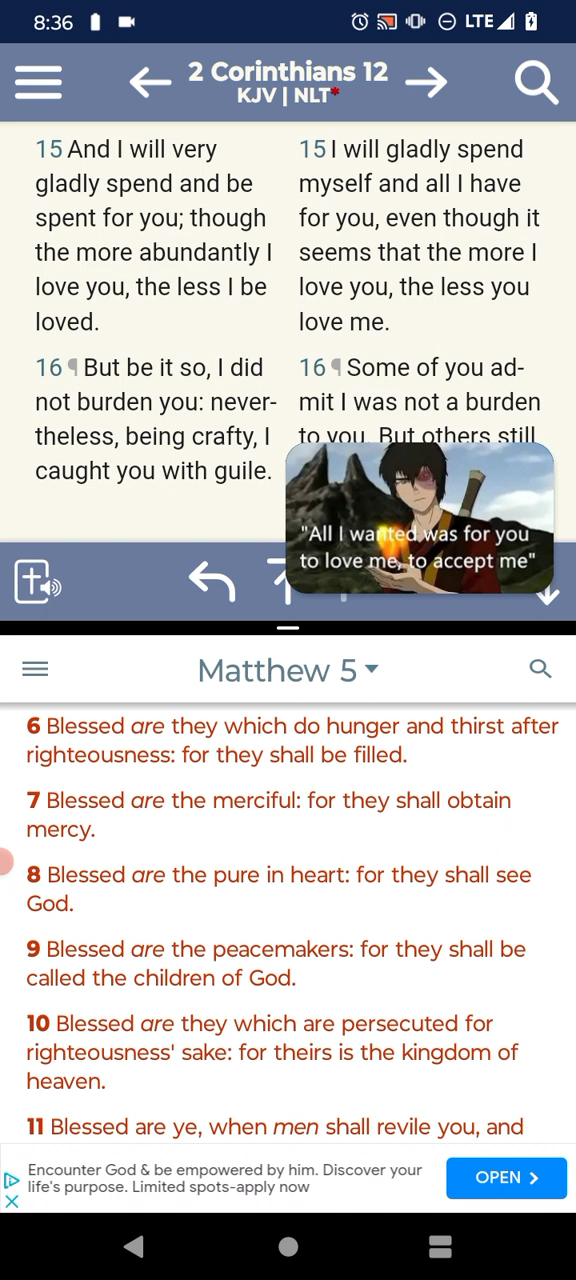 8:36
LTE
2 Corinthians 12
KJV | NLT*
15 And I will very
gladly spend and be
spent for you; though
the more abundantly I
love you, the less I be
loved.
16 ¶ But be it so, I did
not burden you: never-
theless, being crafty, I
caught you with guile.
15 I will gladly spend
myself and all I have
for you, even though it
seems that the more I
love you, the less you
love me.
16 ¶ Some of you ad-
mit I was not a burden
to you. But others still
"All I wanted was for you
to love me, to accept me"
Matthew 5
6 Blessed are they which do hunger and thirst after
righteousness: for they shall be filled.
7 Blessed are the merciful: for they shall obtain
mercy.
8 Blessed are the pure in heart: for they shall see
God.
9 Blessed are the peacemakers: for they shall be
called the children of God.
10 Blessed are they which are persecuted for
righteousness' sake: for theirs is the kingdom of
heaven.
11 Blessed are ye, when men shall revile you, and
Encounter God & be empowered by him. Discover your
life's purpose. Limited spots-apply now
OPEN